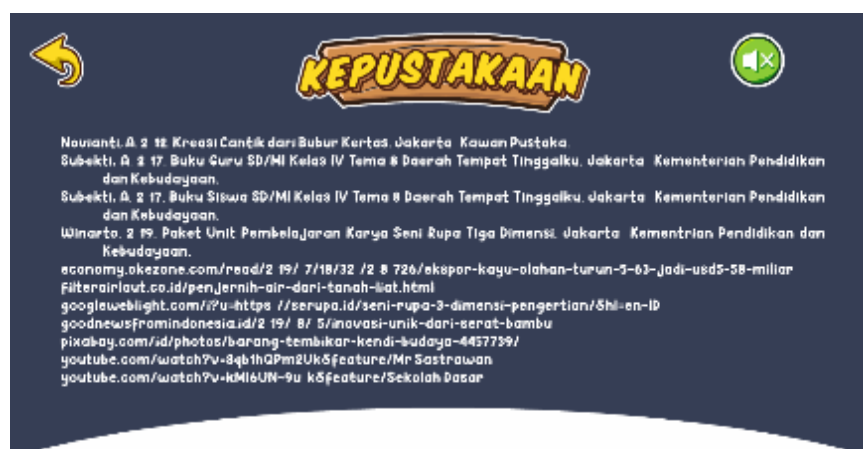 KEPUSTAKAAN
Novianti, A. 2 12. Kreasi Cantik dari Bubur Kertas. Jakarta Kawan Pustaka.
Subekti, A. 2 17. Buku Guru SD/MI Kelas IV Tema 8 Daerah Tempat Tinggalku. Jakarta Kementerian Pendidikan
dan Kebudayaan.
Subekti, A. 2 17. Buku Siswa SD/MI Kelas IV Tema 8 Daerah Tempat Tinggalku. Jakarta Kementerian Pendidikan
dan Kebudayaan.
Winarto. 2 19. Paket Unit Pembelajaran Karya Seni Rupa Tiga Dimensi. Jakarta Kementrian Pendidikan dan
Kebudayaan.
economy.okezone.com/read/2 19/ 7/18/32 /2 8 726/ekspor-kayu-olahan-turun-5-63-jadi-usd5-58-miliar
filterairlaut.co.id/penjernih-air-dari-tanah-liat.html
googleweblight.com/i?u=https //serupa.id/seni-rupa-3-dimensi-pengertian/&hl=en-ID
goodnewsfromindonesia.id/2 19/ 8/ 5/inovasi-unik-dari-serat-bambu
pixabay.com/id/photos/barang-tembikar-kendi-budaya-4457739/
youtube.com/watch?v=8qb1hQPm2Uk&feature/Mr Sastrawan
youtube.com/watch?v=kMI6UN-9u k&feature/Sekolah Dasar